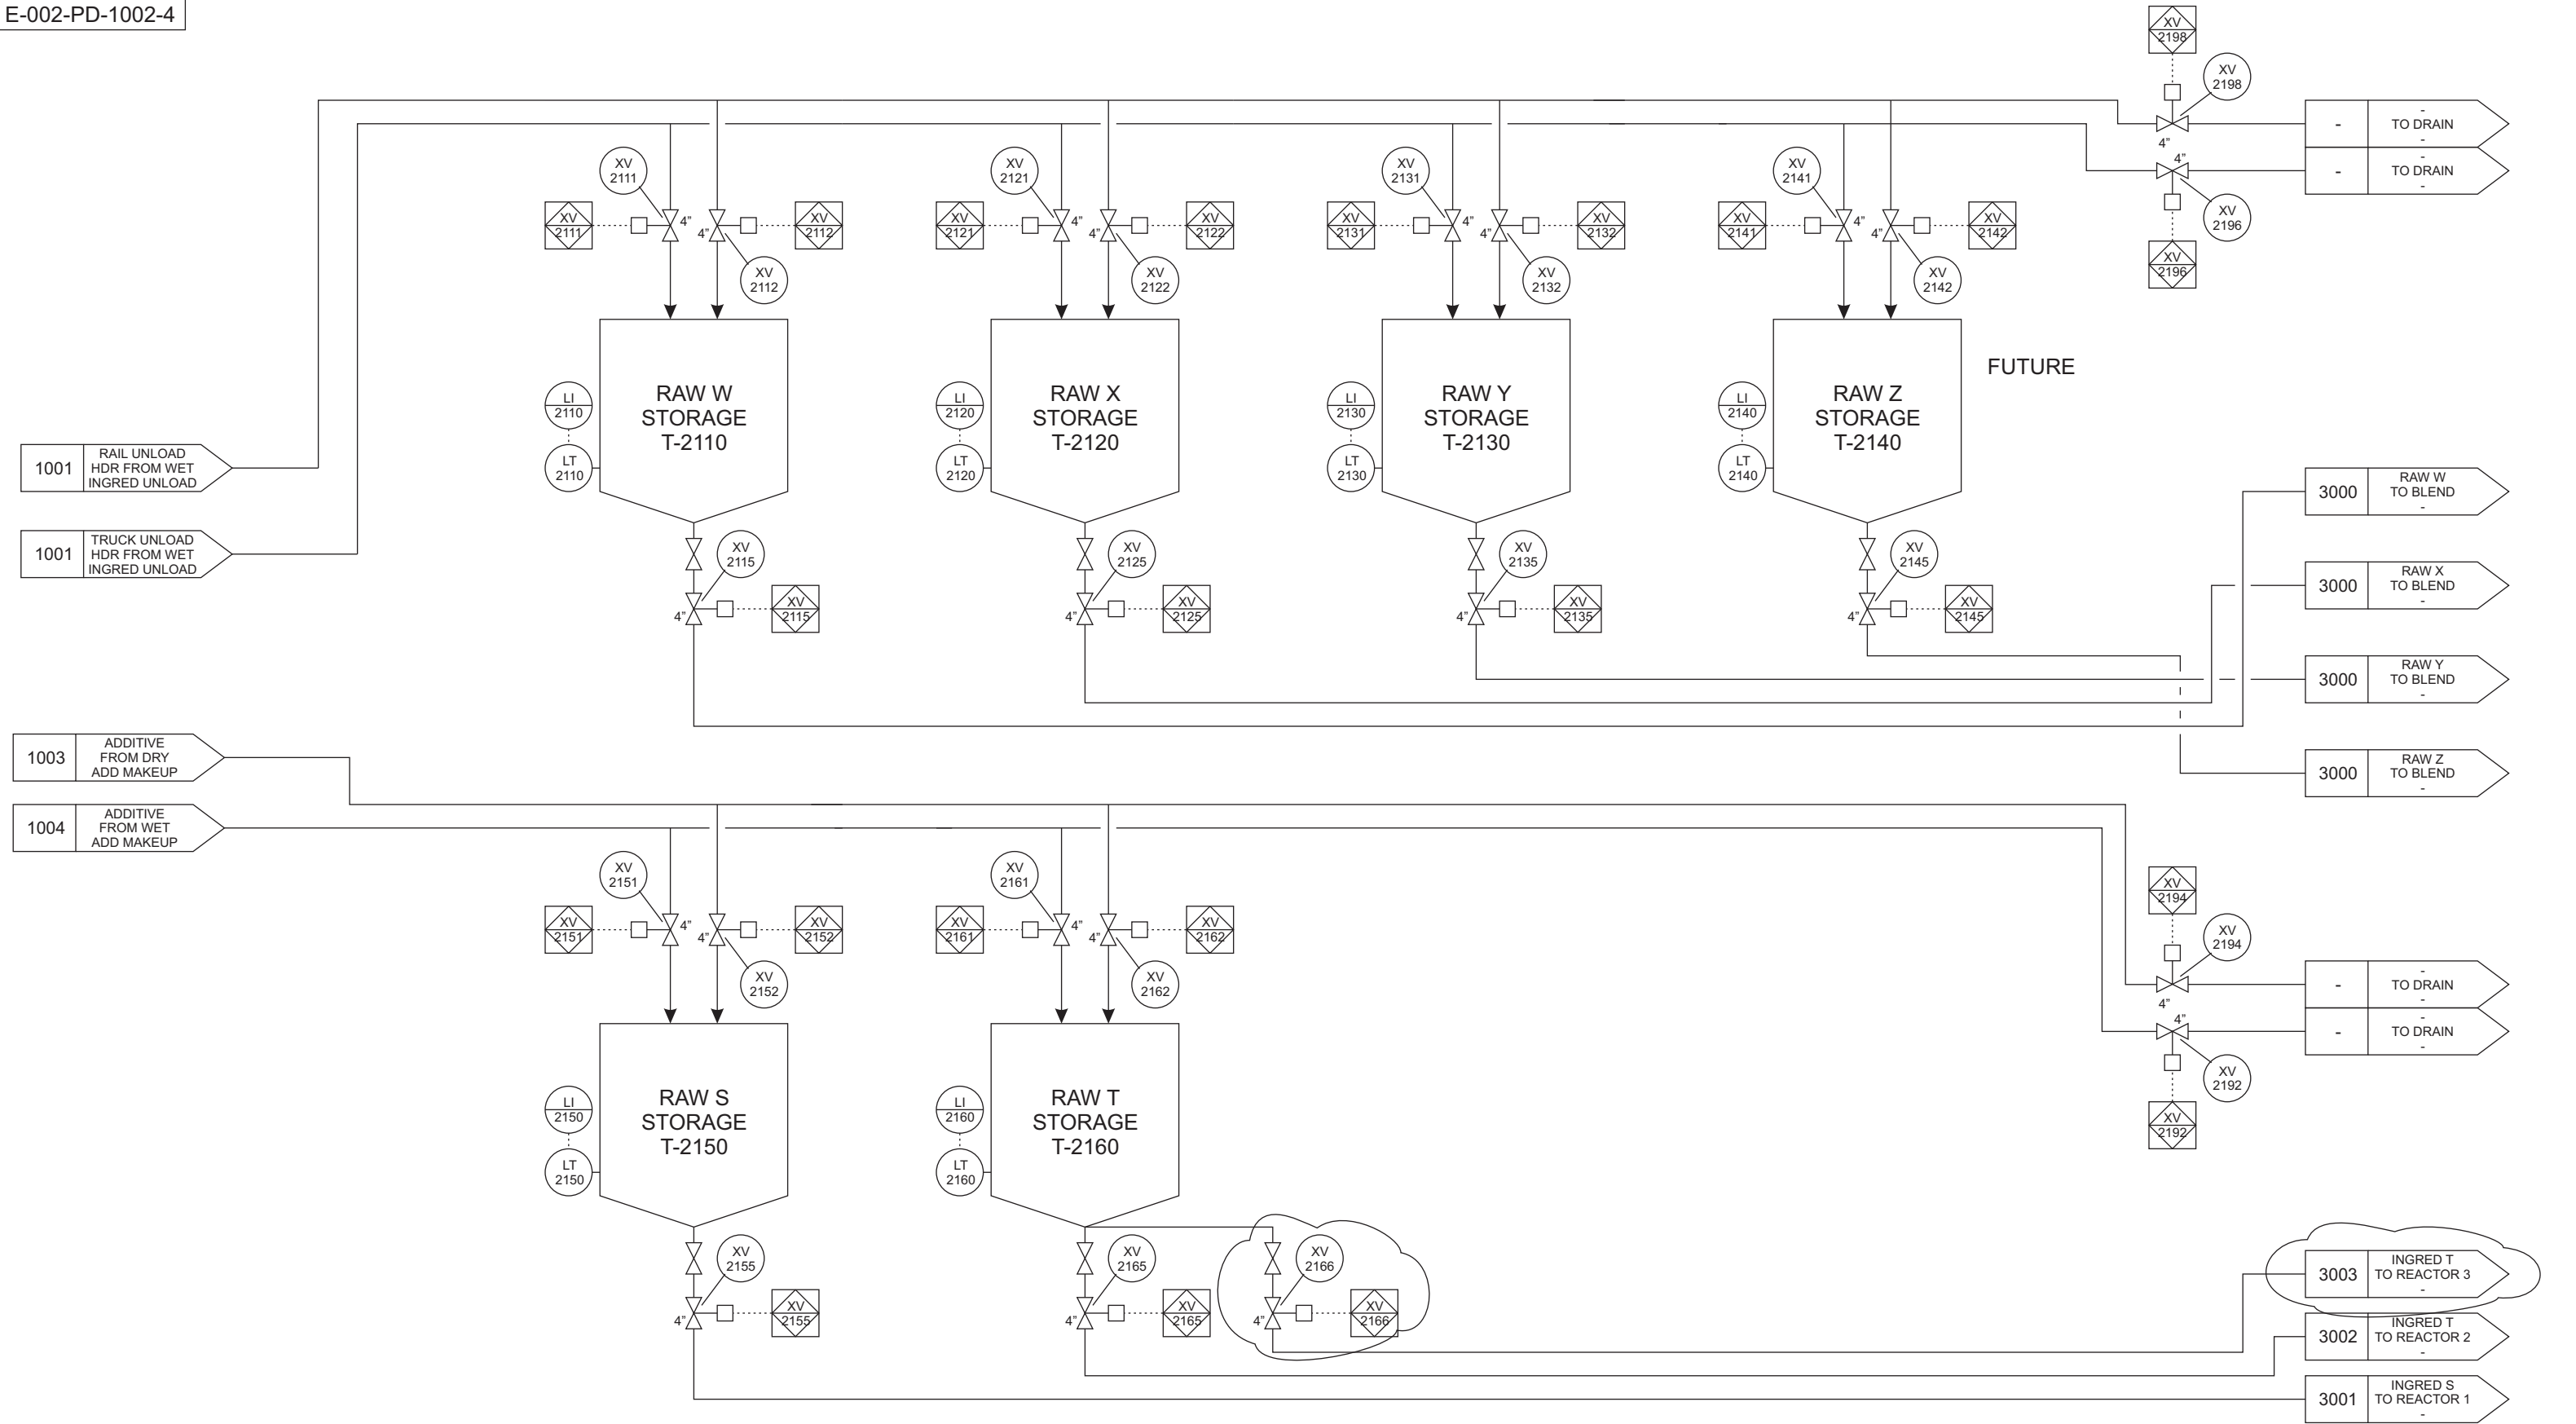 E-002-PD-1002-4
XV
2198
XV
2198
-
-
TO DRAIN
-
4”
4”
-
-
TO DRAIN
-
XV
2196
XV
2196
XV
2111
XV
2111
4”
4”
XV
2112
XV
2112
XV
2121
XV
2121
4”
4”
XV
2122
XV
2122
XV
2131
XV
2131
4”
4”
XV
2132
XV
2132
XV
2141
XV
2141
4”
4”
XV
2142
XV
2142
RAW W
STORAGE
T-2110
LI
2110
LT
2110
RAW X
STORAGE
T-2120
LI
2120
LT
2120
RAW Y
STORAGE
T-2130
LI
2130
LT
2130
RAW Z
STORAGE
T-2140
LI
2140
LT
2140
FUTURE
1001
RAIL UNLOAD
HDR FROM WET
INGRED UNLOAD
1001
TRUCK UNLOAD
HDR FROM WET
INGRED UNLOAD
XV
2115
4”
XV
2115
XV
2125
4”
XV
2125
XV
2135
4”
XV
2135
XV
2145
4”
XV
2145
3000
RAW W
TO BLEND
-
3000
RAW X
TO BLEND
-
3000
RAW Y
TO BLEND
-
3000
RAW Z
TO BLEND
-
1003
ADDITIVE
FROM DRY
ADD MAKEUP
1004
ADDITIVE
FROM WET
ADD MAKEUP
XV
2151
XV
2151
4”
4”
XV
2152
XV
2152
XV
2161
XV
2161
4”
4”
XV
2162
XV
2162
XV
2194
XV
2194
-
-
TO DRAIN
-
4”
4”
-
-
TO DRAIN
-
XV
2192
XV
2192
RAW S
STORAGE
T-2150
LI
2150
LT
2150
RAW T
STORAGE
T-2160
LI
2160
LT
2160
XV
2155
4”
XV
2155
XV
2165
4”
XV
2165
XV
2166
4”
XV
2166
3003
INGRED T
TO REACTOR 3
-
3002
INGRED T
TO REACTOR 2
-
3001
INGRED S
TO REACTOR 1
-